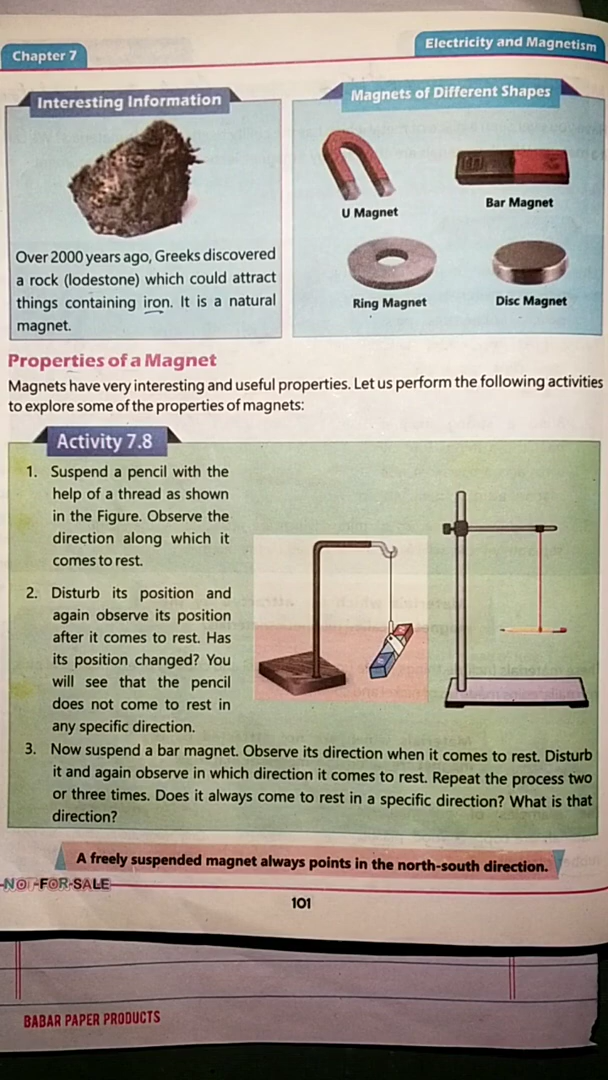 Chapter 7
Electricity and Magnetism
Interesting Information
Over 2000 years ago, Greeks discovered
a rock (lodestone) which could attract
things containing iron. It is a natural
magnet.
Magnets of Different Shapes
U Magnet
Bar Magnet
Ring Magnet
Disc Magnet
Properties of a Magnet
Magnets have very interesting and useful properties. Let us perform the following activities
to explore some of the properties of magnets:
Activity 7.8
1. Suspend a pencil with the
help of a thread as shown
in the Figure. Observe the
direction along which it
comes to rest.
2. Disturb its position and
again observe its position
after it comes to rest. Has
its position changed? You
will see that the pencil
does not come to rest in
any specific direction.
3. Now suspend a bar magnet. Observe its direction when it comes to rest. Disturb
it and again observe in which direction it comes to rest. Repeat the process two
or three times. Does it always come to rest in a specific direction? What is that
direction?
A freely suspended magnet always points in the north-south direction.
NOT-FOR-SALE
101
BABAR PAPER PRODUCTS